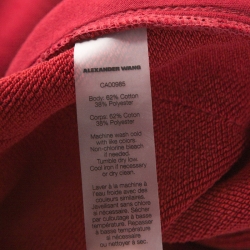 ALEXANDER WANG
CA00985
Body: 62% Cotton
38% Polyester
Corps: 62% Coton
38% Polyester
Machine wash cold
with like colors.
Non-chlorine bleach
if needed.
Tumble dry low.
Cool iron if necessary,
or dry clean.
Laver à la machine à
l'eau froide avec des
couleurs similaires.
Javellisant sans chlore
si nécessaire. Sécher
par culbutage à basse
température. Repasser
à basse température
si nécessaire
ou nettoyer à sec.